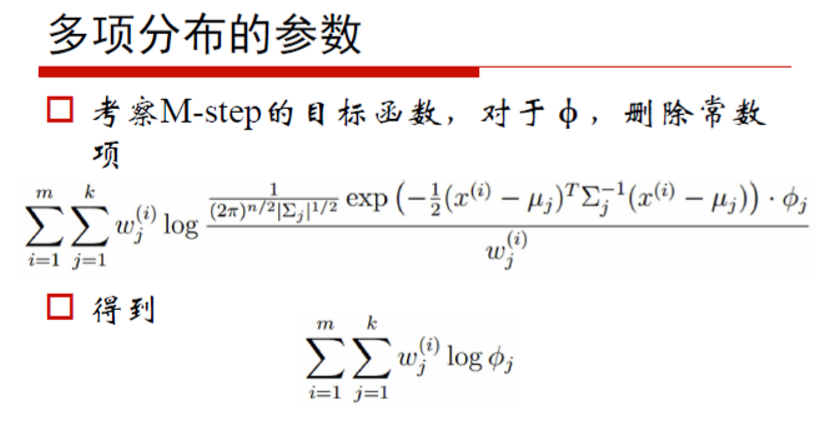 多项分布的参数
考察M-step的目标函数，对于ϕ，删除常数
项
$\sum_{i=1}^{m}\sum_{j=1}^{k} w_j^{(i)} \log \frac{\frac{1}{(2\pi)^{n/2}|\Sigma_j|^{1/2}} \exp\left(-\frac{1}{2}(x^{(i)}-\mu_j)^T\Sigma_j^{-1}(x^{(i)}-\mu_j)\right)\cdot\phi_j}{w_j^{(i)}}$
得到
$\sum_{i=1}^{m}\sum_{j=1}^{k} w_j^{(i)} \log \phi_j$